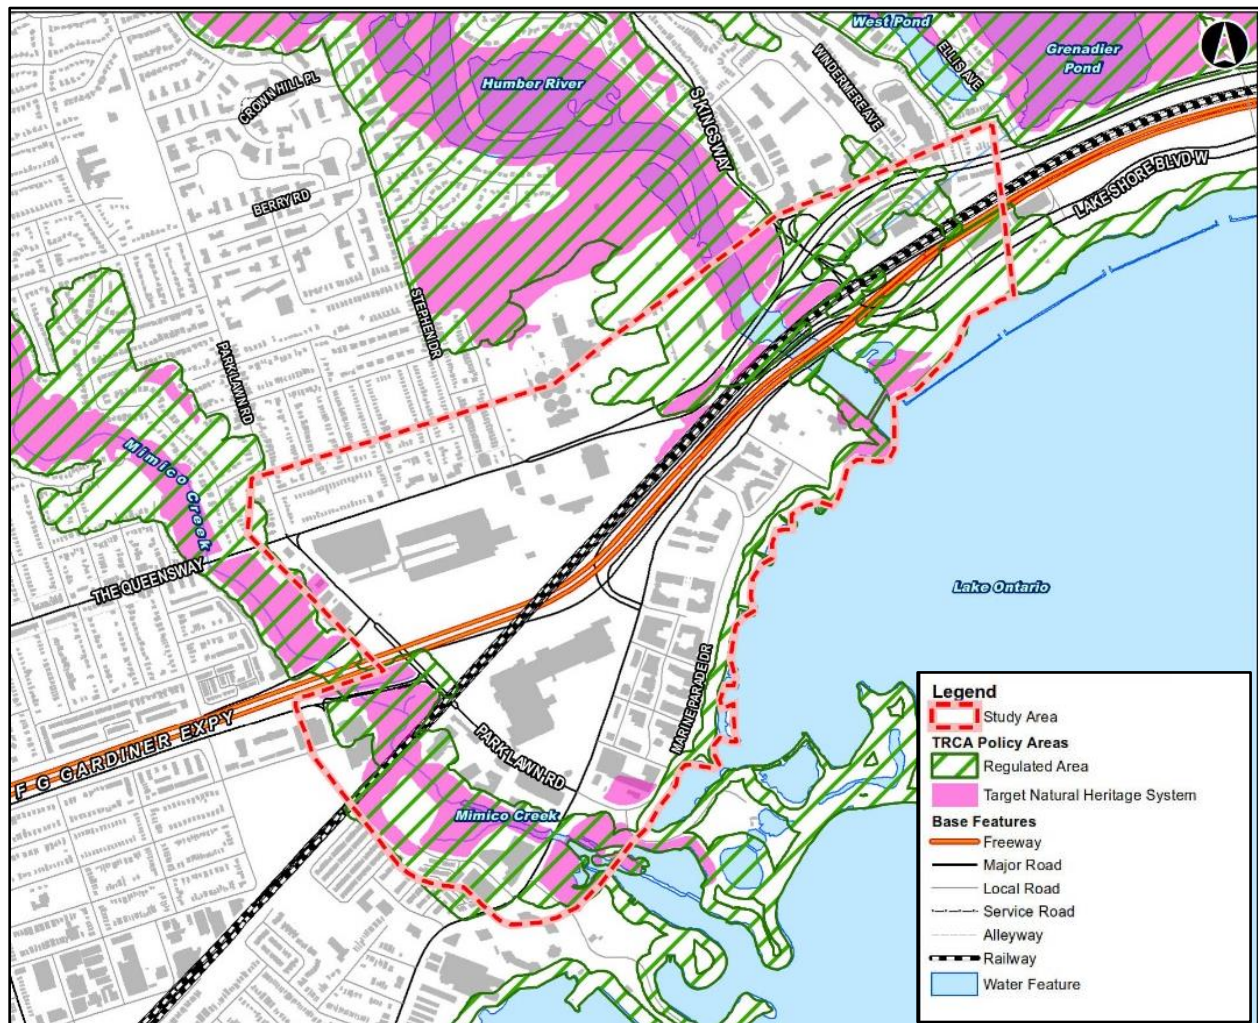 West Pond
Grenadier
Pond
ELLIS AVE
WINDERMERE AVE
Humber River
CROWN HILL PL
S KINGSWAY
BERRY RD
LAKE SHORE BLVD W
STEPHEN DR
PARK LAWN RD
Mimico Creek
THE QUEENSWAY
Lake Ontario
MARINE PARADE DR
F G GARDINER EXPY
PARK LAWN RD
Mimico Creek
Legend
Study Area
TRCA Policy Areas
Regulated Area
Target Natural Heritage System
Base Features
Freeway
Major Road
Local Road
Service Road
Alleyway
Railway
Water Feature